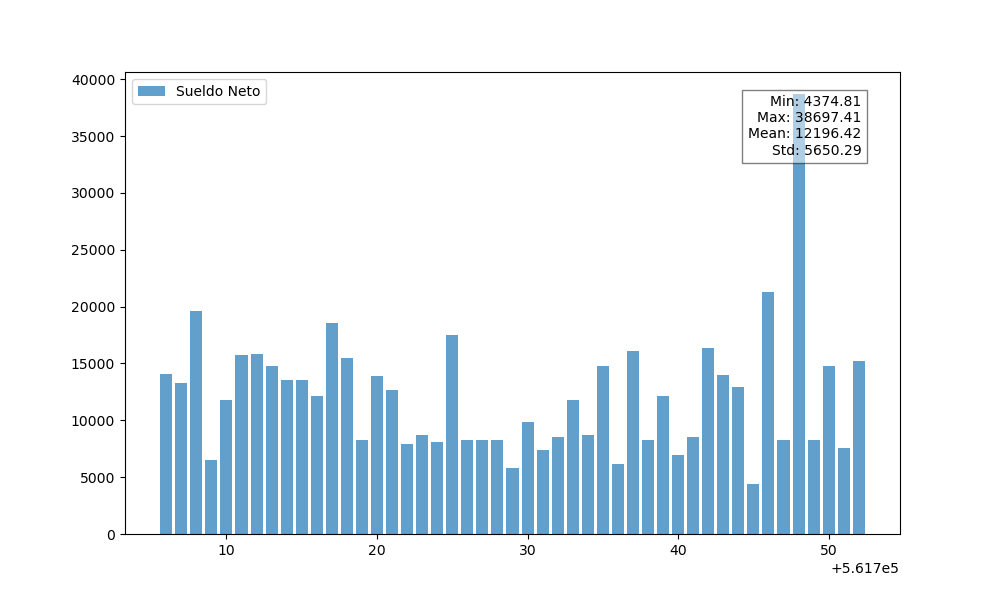 40000
35000
30000
25000
20000
15000
10000
5000
0
Sueldo Neto
Min: 4374.81
Max: 38697.41
Mean: 12196.42
Std: 5650.29
10 20 30 40 50
+5.617e5